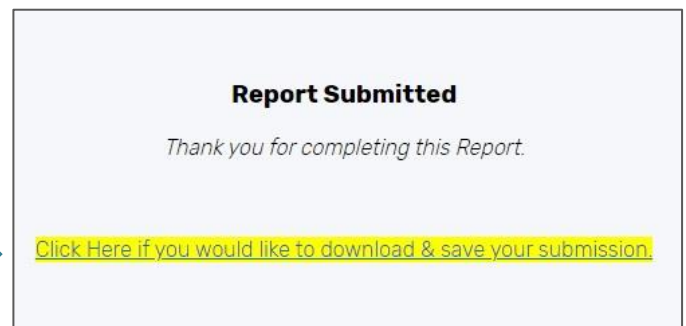 Report Submitted
Thank you for completing this Report.
Click Here if you would like to download & save your submission.